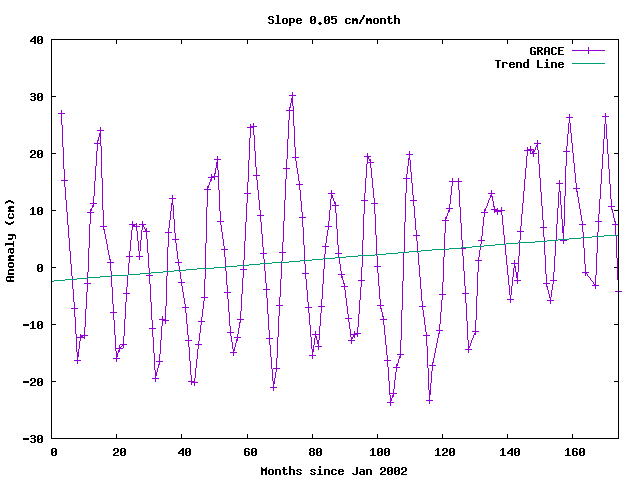 Slope 0.05 cm/month
GRACE
Trend Line
40
30
20
10
0
-10
-20
-30
Anomaly (cm)
0 20 40 60 80 100 120 140 160
Months since Jan 2002